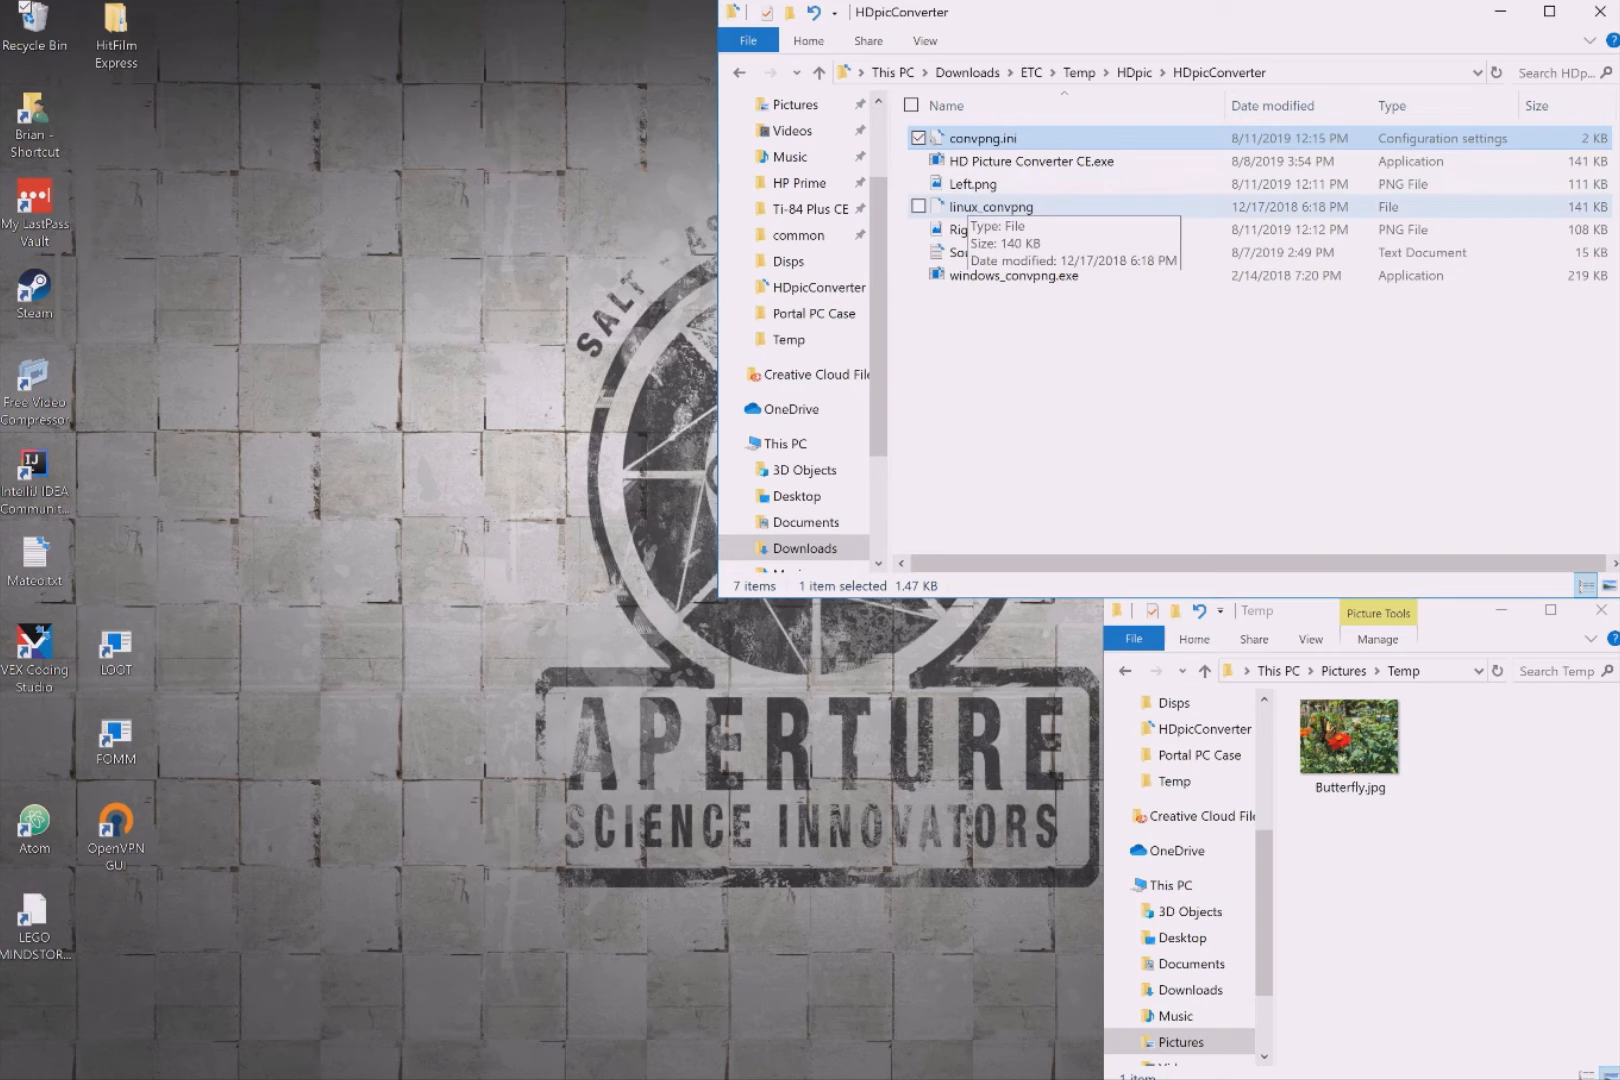 Recycle Bin
HitFilm
Express
Brian -
Shortcut
My LastPass
Vault
Steam
Free Video
Compressor
IntelliJ IDEA
Communit...
Mateo.txt
VEX Coding
Studio
LOOT
FOMM
Atom
OpenVPN
GUI
LEGO
MINDSTOR...
SALT
APERTURE
SCIENCE INNOVATORS
HDpicConverter
File Home Share View
This PC > Downloads > ETC > Temp > HDpic > HDpicConverter
Search HDp...
Pictures
Videos
Music
HP Prime
Ti-84 Plus CE
common
Disps
HDpicConverter
Portal PC Case
Temp
Creative Cloud File
OneDrive
This PC
3D Objects
Desktop
Documents
Downloads
Name Date modified Type Size
convpng.ini 8/11/2019 12:15 PM Configuration settings 2 KB
HD Picture Converter CE.exe 8/8/2019 3:54 PM Application 141 KB
Left.png 8/11/2019 12:11 PM PNG File 111 KB
linux_convpng 12/17/2018 6:18 PM File 141 KB
Rig 8/11/2019 12:12 PM PNG File 108 KB
8/7/2019 2:49 PM Text Document 15 KB
windows_convpng.exe 2/14/2018 7:20 PM Application 219 KB
Type: File
Size: 140 KB
Date modified: 12/17/2018 6:18 PM
7 items 1 item selected 1.47 KB
Temp
Picture Tools
File Home Share View Manage
This PC > Pictures > Temp
Search Temp
Disps
HDpicConverter
Portal PC Case
Temp
Creative Cloud File
OneDrive
This PC
3D Objects
Desktop
Documents
Downloads
Music
Pictures
Butterfly.jpg
1 item